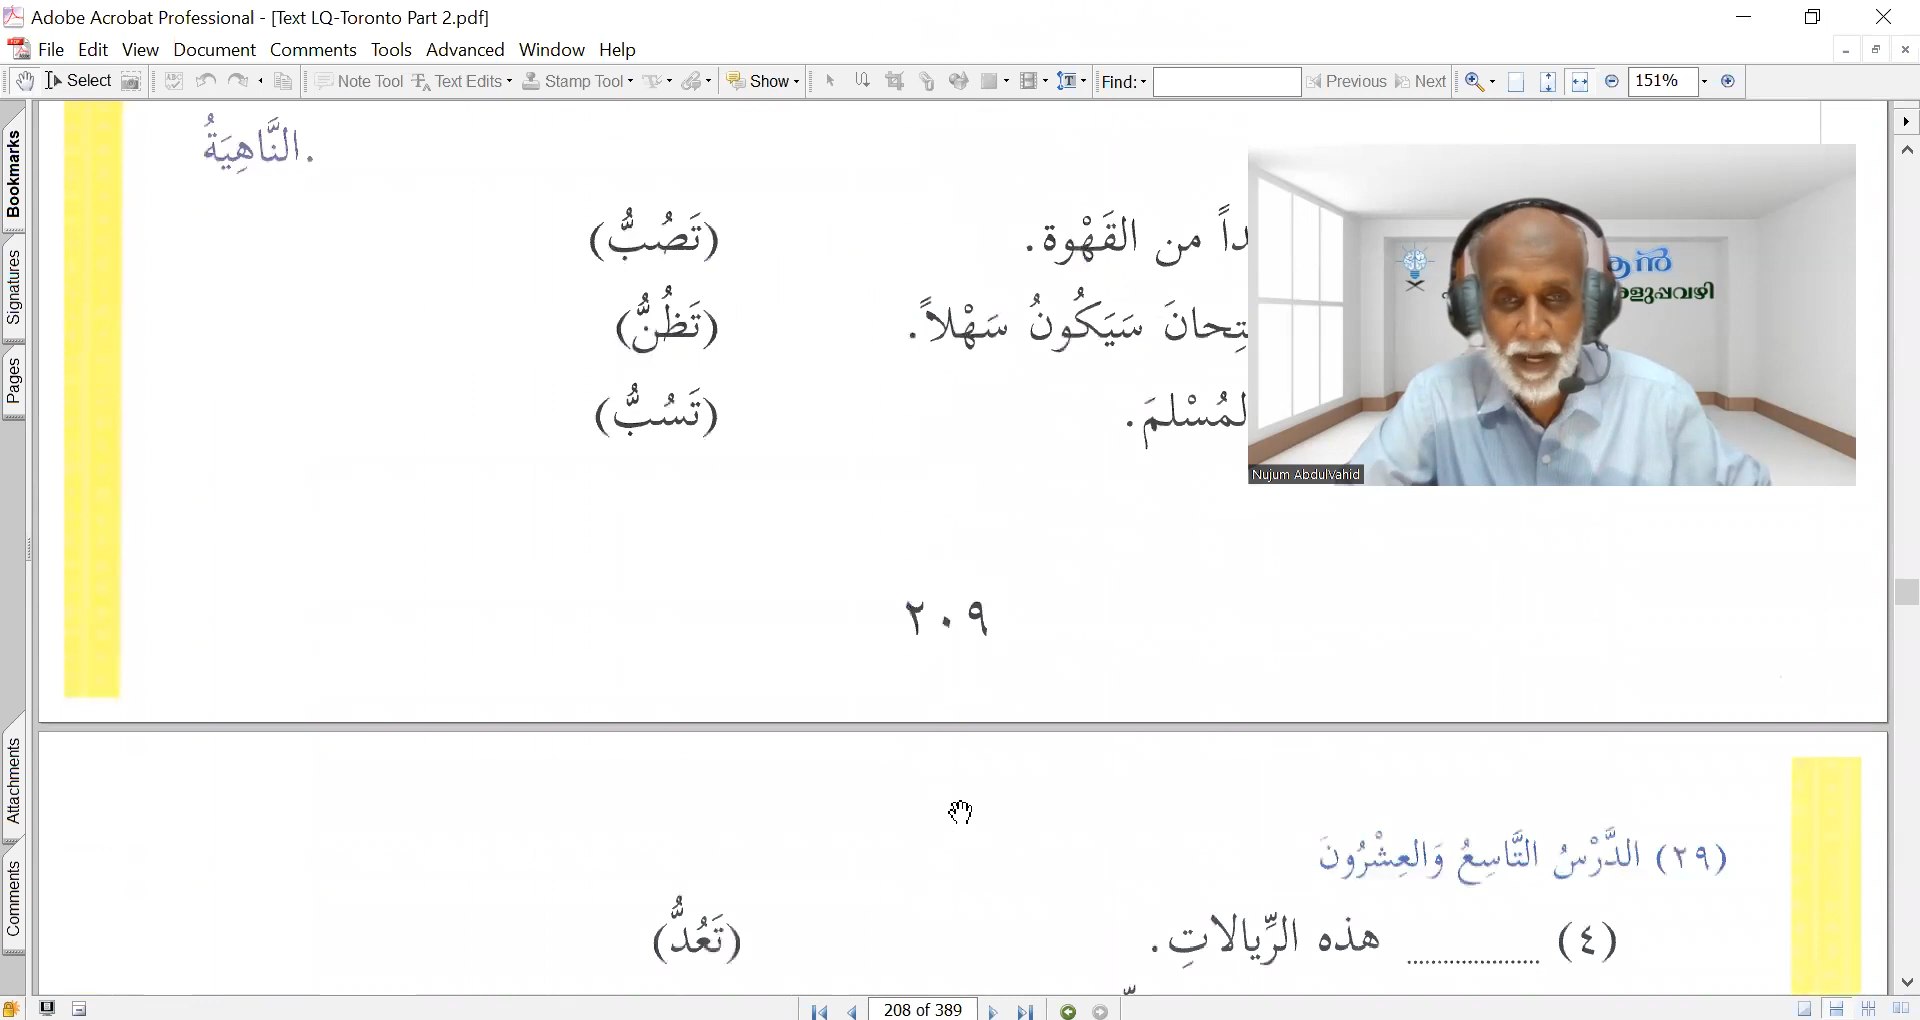 Adobe Acrobat Professional - [Text LQ-Toronto Part 2.pdf]
File Edit View Document Comments Tools Advanced Window Help
Select Note Tool Text Edits Stamp Tool Show Find: Previous Next 151%
Bookmarks
Signatures
Pages
Attachments
Comments
النَّاهِيَةُ.
من القَهْوة. (تَصُبُّ)
سَيَكُونُ سَهْلاً. (تَظُنُّ)
المُسْلمَ. (تَسُبُّ)
Nujum AbdulVahid
٢٠٩
(٢٩) الدَّرْسُ التَّاسِعُ وَالعِشْرُونَ
(٤) ..................... هذه الرِّيالاتِ. (تَعُدُّ)
208 of 389